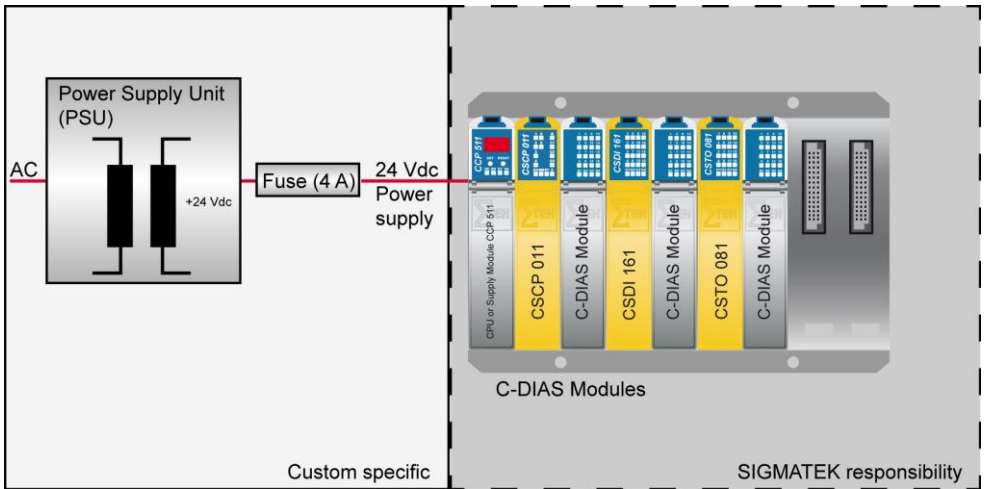 Power Supply Unit
(PSU)
AC
+24 Vdc
Fuse (4 A)
24 Vdc
Power
supply
CCP 511
CSCP 011
CSDI 161
CSTO 081
CPU or Supply Module CCP 511
CSCP 011
C-DIAS Module
CSDI 161
C-DIAS Module
CSTO 081
C-DIAS Module
C-DIAS Modules
Custom specific
SIGMATEK responsibility